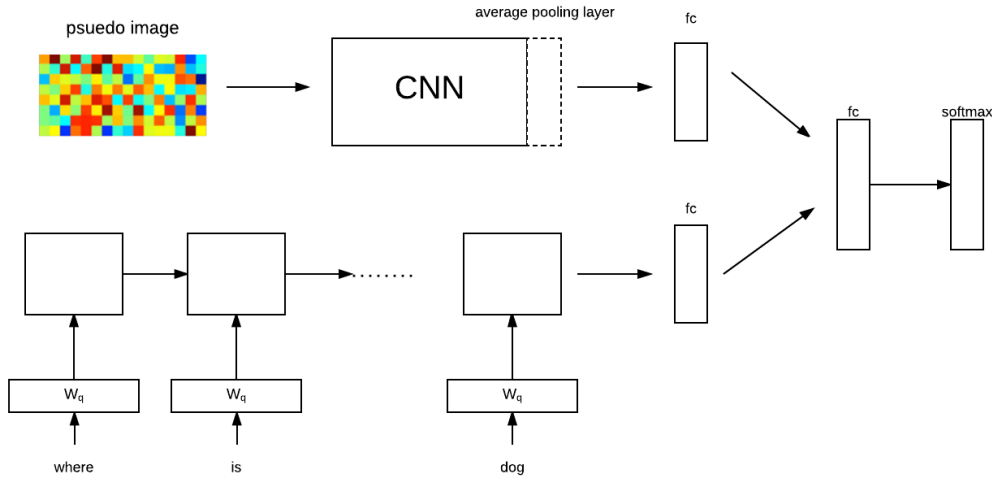 average pooling layer
psuedo image
fc
CNN
fc
softmax
fc
........
Wq
Wq
Wq
where
is
dog